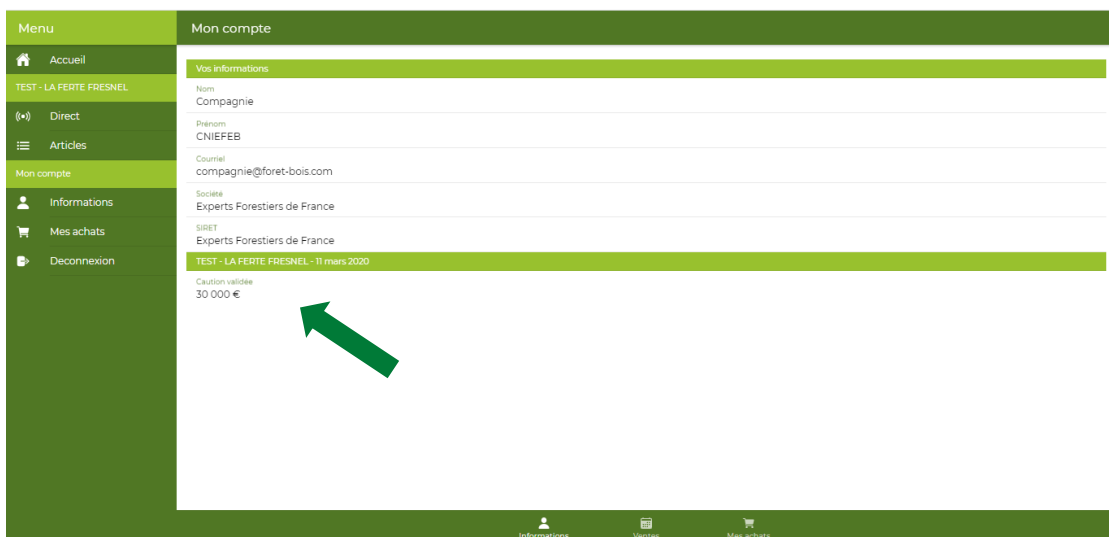 Menu
Mon compte
Accueil
TEST - LA FERTE FRESNEL
Direct
Articles
Mon compte
Informations
Mes achats
Deconnexion
Vos informations
Nom
Compagnie
Prénom
CNIEFEB
Courriel
compagnie@foret-bois.com
Société
Experts Forestiers de France
SIRET
Experts Forestiers de France
TEST - LA FERTE FRESNEL - 11 mars 2020
Caution validée
30 000 €
Informations
Ventes
Mes achats